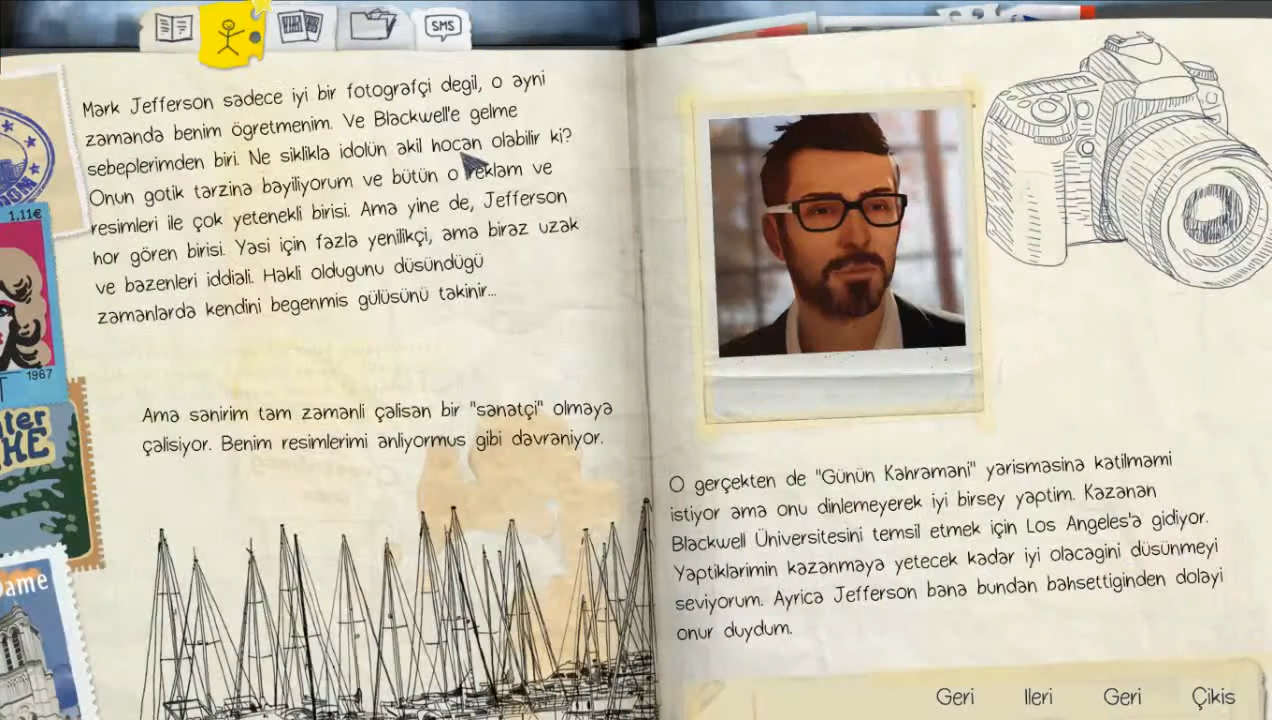 SMS
Mark Jefferson sadece iyi bir fotografçi degil, o ayni
zamanda benim ögretmenim. Ve Blackwell'e gelme
sebeplerimden biri. Ne siklikla idolün akil hocan olabilir ki?
Onun gotik tarzina bayiliyorum ve bütün o reklam ve
resimleri ile çok yetenekli birisi. Ama yine de, Jefferson
hor gören birisi. Yasi için fazla yenilikçi, ama biraz uzak
ve bazenleri iddiali. Hakli oldugunu düsündügü
zamanlarda kendini begenmis gülüsünü takinir...
1,11€
1967
Ama sanirim tam zamanli çalisan bir "sanatçi" olmaya
çalisiyor. Benim resimlerimi anliyormus gibi davraniyor.
O gerçekten de "Günün Kahramani" yarismasina katilmami
istiyor ama onu dinlemeyerek iyi birsey yaptim. Kazanan
Blackwell Üniversitesini temsil etmek için Los Angeles'a gidiyor.
Yaptiklarimin kazanmaya yetecek kadar iyi olacagini düsünmeyi
seviyorum. Ayrica Jefferson bana bundan bahsettiginden dolayi
onur duydum.
Dame
Geri Ileri Geri Çikis